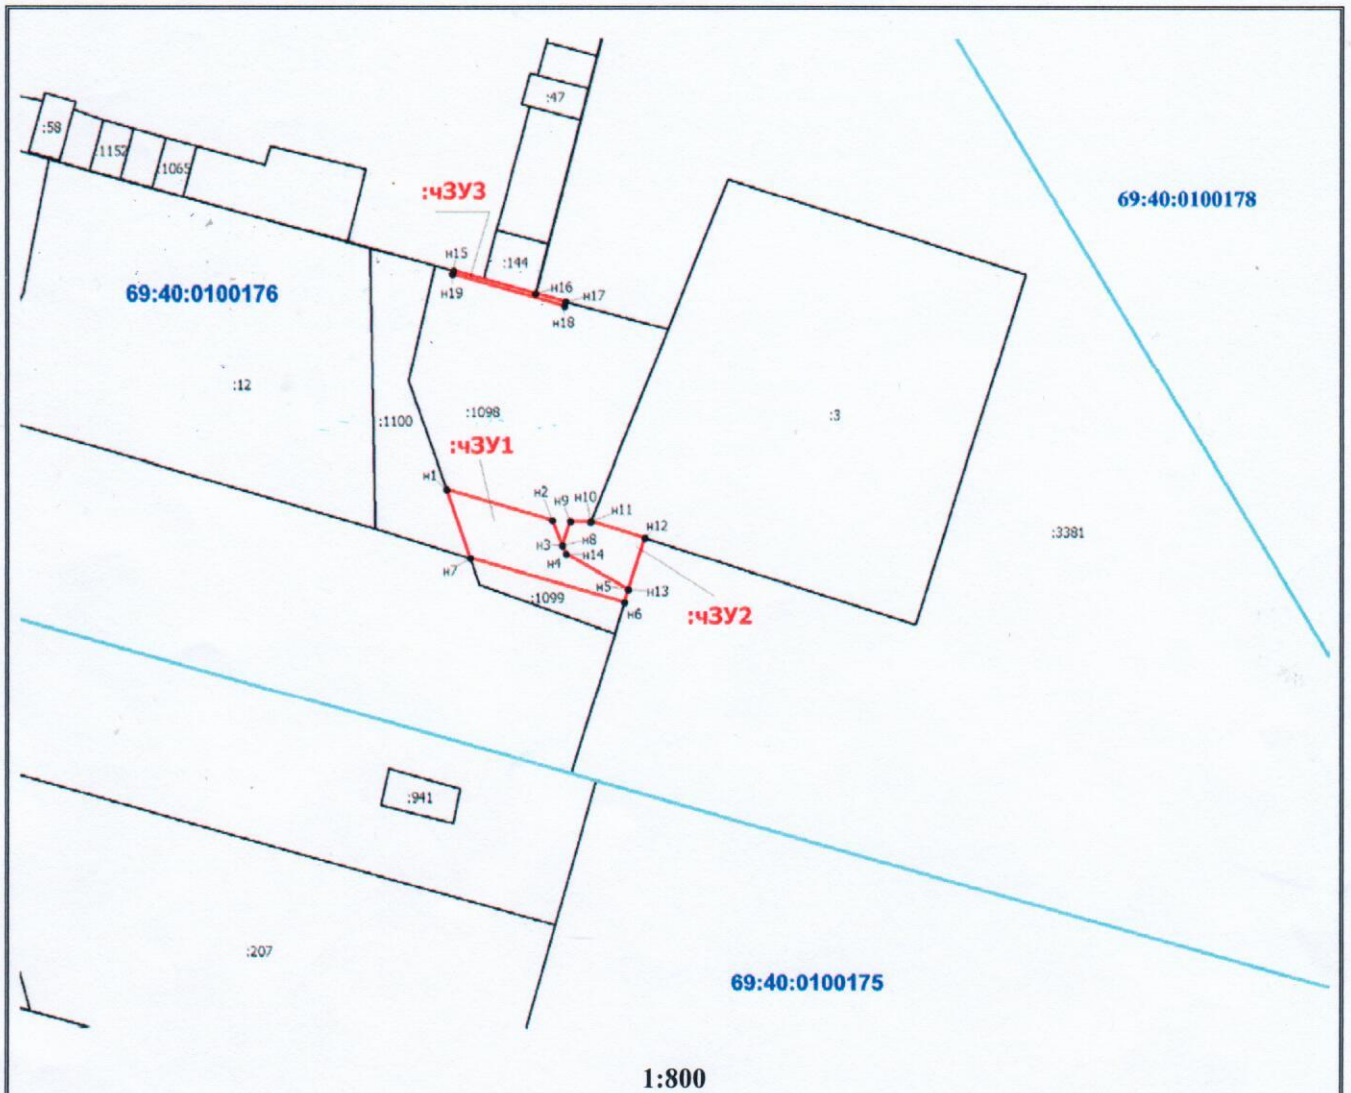 :47
:58
:1152
:1065
:чЗУ3
69:40:0100178
:144
н15
н19
н16
н17
н18
69:40:0100176
:12
:1100
:1098
:3
:чЗУ1
н1
н2
н9
н10
н11
н12
:3381
н3
н8
н4
н14
н7
н5
н13
:1099
н6
:чЗУ2
:941
:207
69:40:0100175
1:800